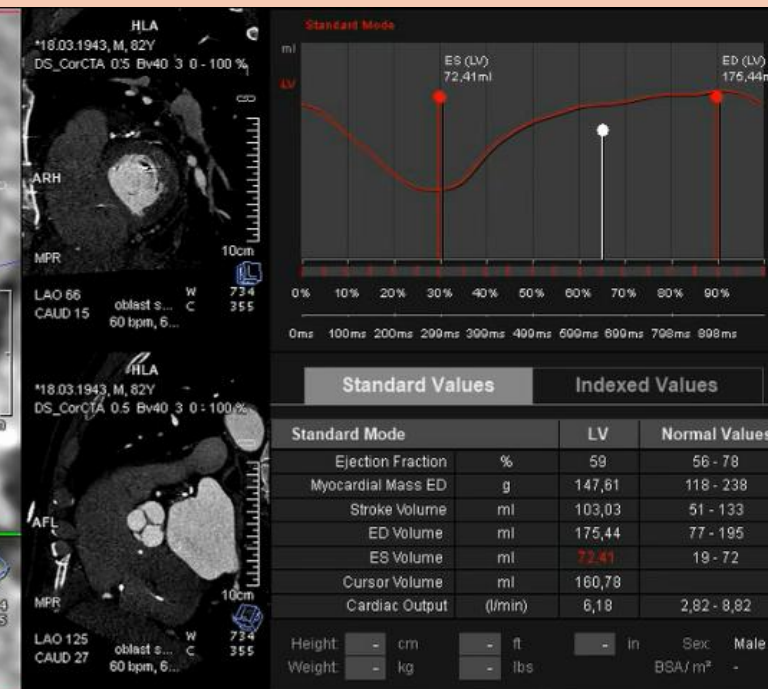 HLA
*18.03.1943, M, 82Y
DS_CorCTA 0.5 Bv40 3 0 - 100 %
ARH
MPR
10cm
LAO 66
CAUD 15
oblast s...
60 bpm, 6...
W 734
C 355
HLA
*18.03.1943, M, 82Y
DS_CorCTA 0.5 Bv40 3 0 - 100 %
AFL
MPR
10cm
LAO 125
CAUD 27
oblast s...
60 bpm, 6...
W 734
C 355
Standard Mode
ml
LV
ES (LV)
72,41ml
ED (LV)
175,44m
0% 10% 20% 30% 40% 50% 60% 70% 80% 90%
0ms 100ms 200ms 299ms 399ms 499ms 599ms 699ms 798ms 898ms
Standard Values Indexed Values
Standard Mode LV Normal Values
Ejection Fraction % 59 56 - 78
Myocardial Mass ED g 147,61 118 - 238
Stroke Volume ml 103,03 51 - 133
ED Volume ml 175,44 77 - 195
ES Volume ml 72,41 19 - 72
Cursor Volume ml 160,78
Cardiac Output (l/min) 6,18 2,82 - 8,82
Height: - cm - ft - in Sex: Male
Weight: - kg - lbs BSA/ m² -